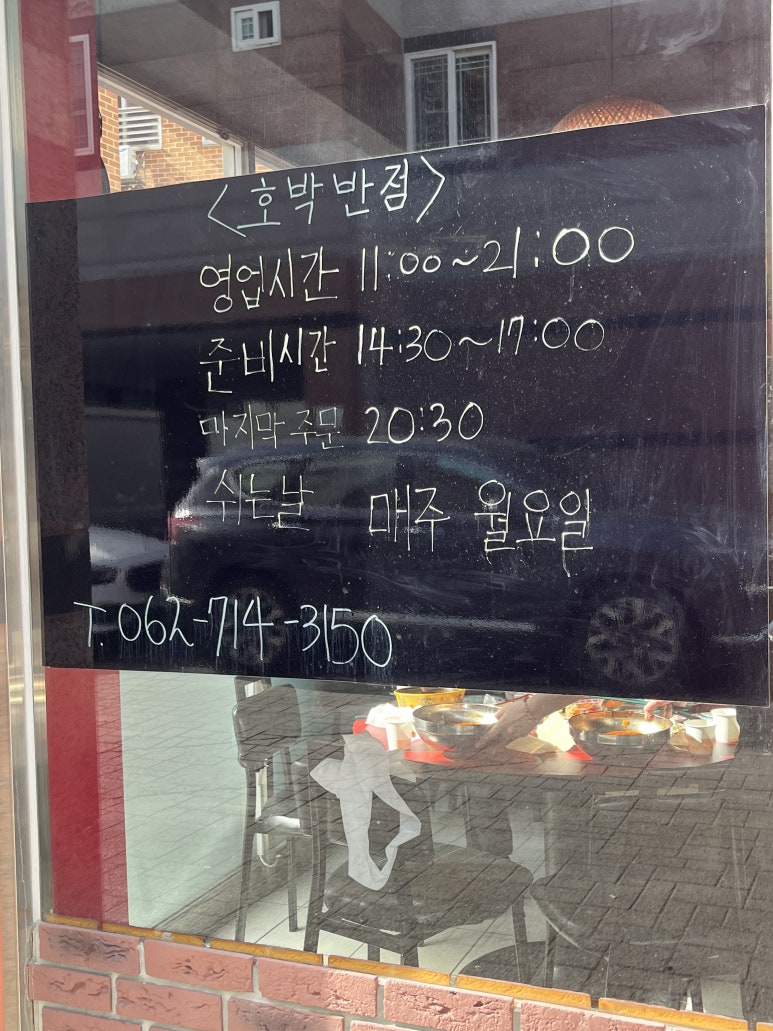 <호박반점>
영업시간 11:00~21:00
준비시간 14:30~17:00
마지막 주문 20:30
쉬는날 매주 월요일
T. 062-714-3150